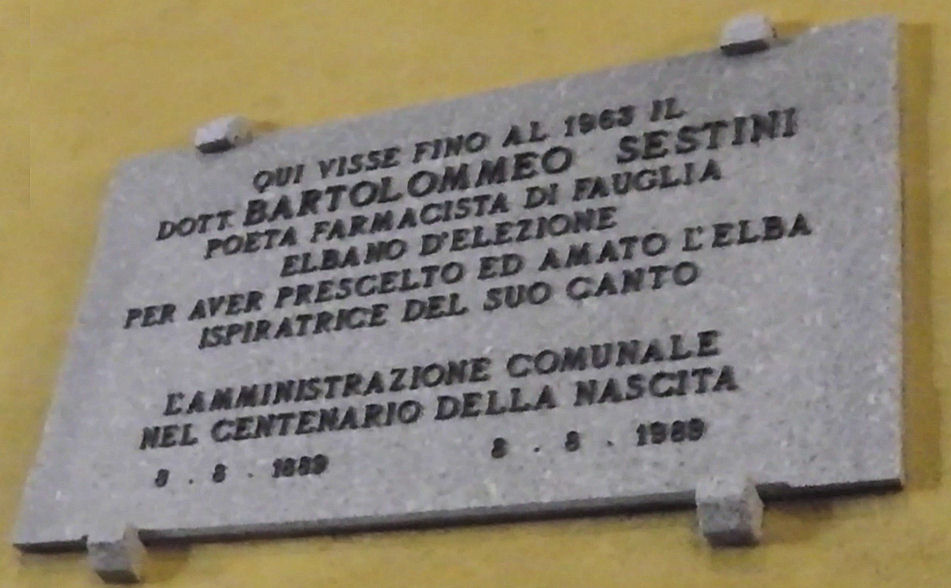 QUI VISSE FINO AL 1963 IL
DOTT. BARTOLOMMEO SESTINI
POETA FARMACISTA DI FAUGLIA
ELBANO D'ELEZIONE
PER AVER PRESCELTO ED AMATO L'ELBA
ISPIRATRICE DEL SUO CANTO
L'AMMINISTRAZIONE COMUNALE
NEL CENTENARIO DELLA NASCITA
8 . 8 . 1889 8 . 8 . 1989